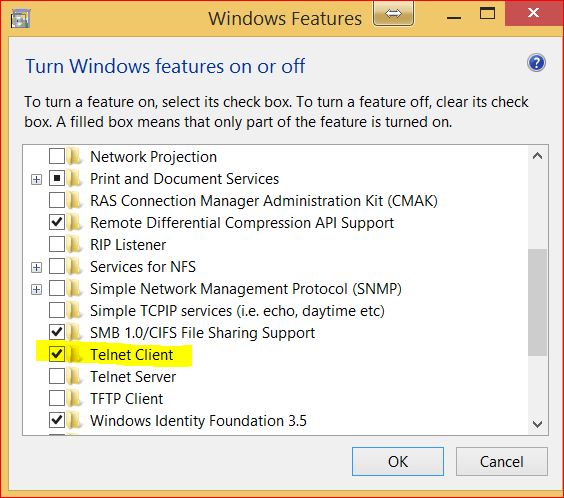 Windows Features
Turn Windows features on or off
To turn a feature on, select its check box. To turn a feature off, clear its check
box. A filled box means that only part of the feature is turned on.
Network Projection
Print and Document Services
RAS Connection Manager Administration Kit (CMAK)
Remote Differential Compression API Support
RIP Listener
Services for NFS
Simple Network Management Protocol (SNMP)
Simple TCPIP services (i.e. echo, daytime etc)
SMB 1.0/CIFS File Sharing Support
Telnet Client
Telnet Server
TFTP Client
Windows Identity Foundation 3.5
OK
Cancel